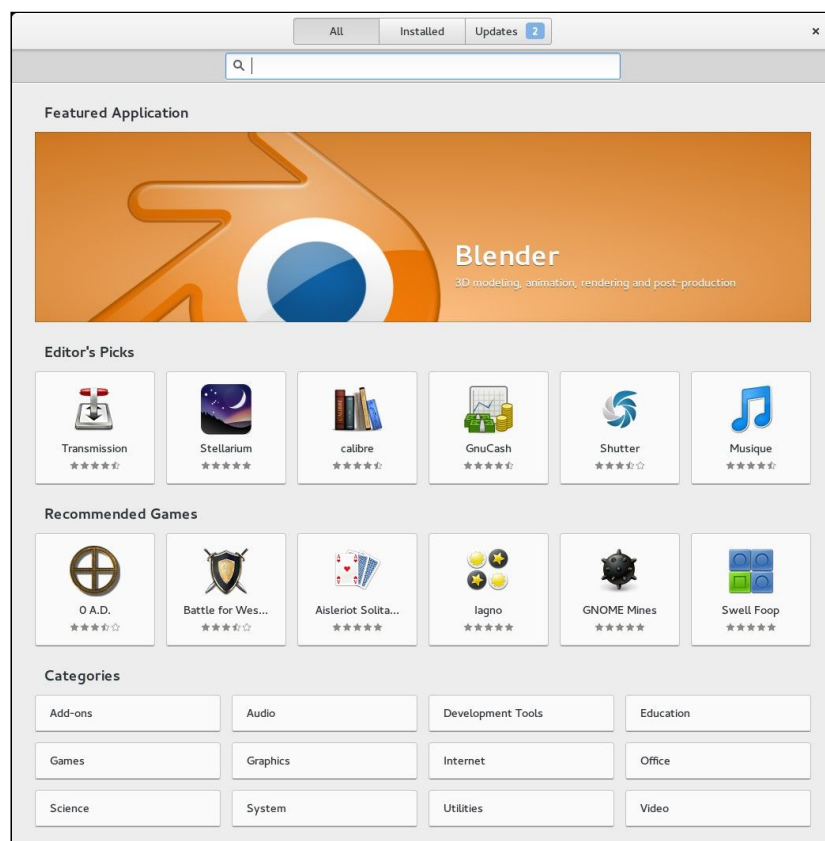 All Installed Updates 2
Featured Application
Blender
3D modeling, animation, rendering and post-production
Editor's Picks
Transmission Stellarium calibre GnuCash Shutter Musique
Recommended Games
0 A.D. Battle for Wes... Aisleriot Solita... Iagno GNOME Mines Swell Foop
Categories
Add-ons Audio Development Tools Education
Games Graphics Internet Office
Science System Utilities Video